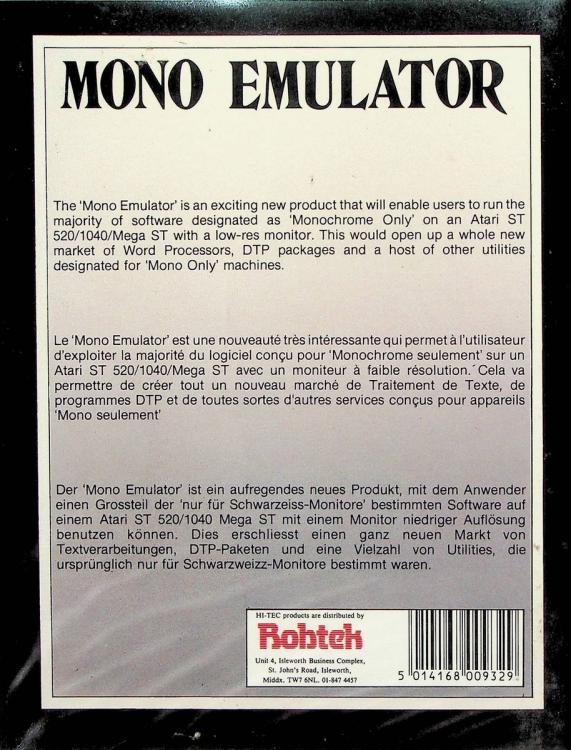 MONO EMULATOR
The 'Mono Emulator' is an exciting new product that will enable users to run the
majority of software designated as 'Monochrome Only' on an Atari ST
520/1040/Mega ST with a low-res monitor. This would open up a whole new
market of Word Processors, DTP packages and a host of other utilities
designated for 'Mono Only' machines.
Le 'Mono Emulator' est une nouveauté très intéressante qui permet à l'utilisateur
d'exploiter la majorité du logiciel conçu pour 'Monochrome seulement' sur un
Atari ST 520/1040/Mega ST avec un moniteur à faible résolution. Cela va
permettre de créer tout un nouveau marché de Traitement de Texte, de
programmes DTP et de toutes sortes d'autres services conçus pour appareils
'Mono seulement'
Der 'Mono Emulator' ist ein aufregendes neues Produkt, mit dem Anwender
einen Grossteil der 'nur für Schwarzeiss-Monitore' bestimmten Software auf
einem Atari ST 520/1040 Mega ST mit einem Monitor niedriger Auflösung
benutzen können. Dies erschliesst einen ganz neuen Markt von
Textverarbeitungen, DTP-Paketen und eine Vielzahl von Utilities, die
ursprünglich nur für Schwarzweizz-Monitore bestimmt waren.
HI-TEC products are distributed by
Robtek
Unit 4, Isleworth Business Complex,
St. John's Road, Isleworth,
Middx. TW7 6NL. 01-847 4457
5 014168 009329